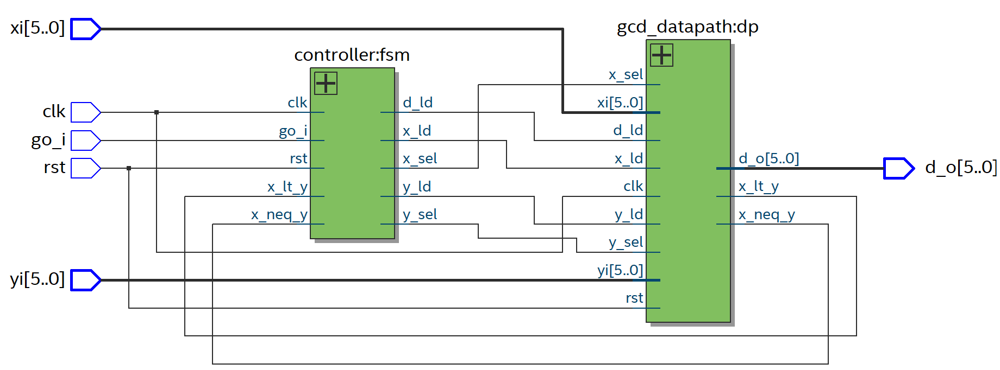 xi[5..0]
clk
go_i
rst
yi[5..0]
controller:fsm
clk
go_i
rst
x_lt_y
x_neq_y
d_ld
x_ld
x_sel
y_ld
y_sel
gcd_datapath:dp
x_sel
xi[5..0]
d_ld
x_ld
clk
y_ld
y_sel
yi[5..0]
rst
d_o[5..0]
x_lt_y
x_neq_y
d_o[5..0]